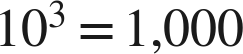 10³ = 1,000